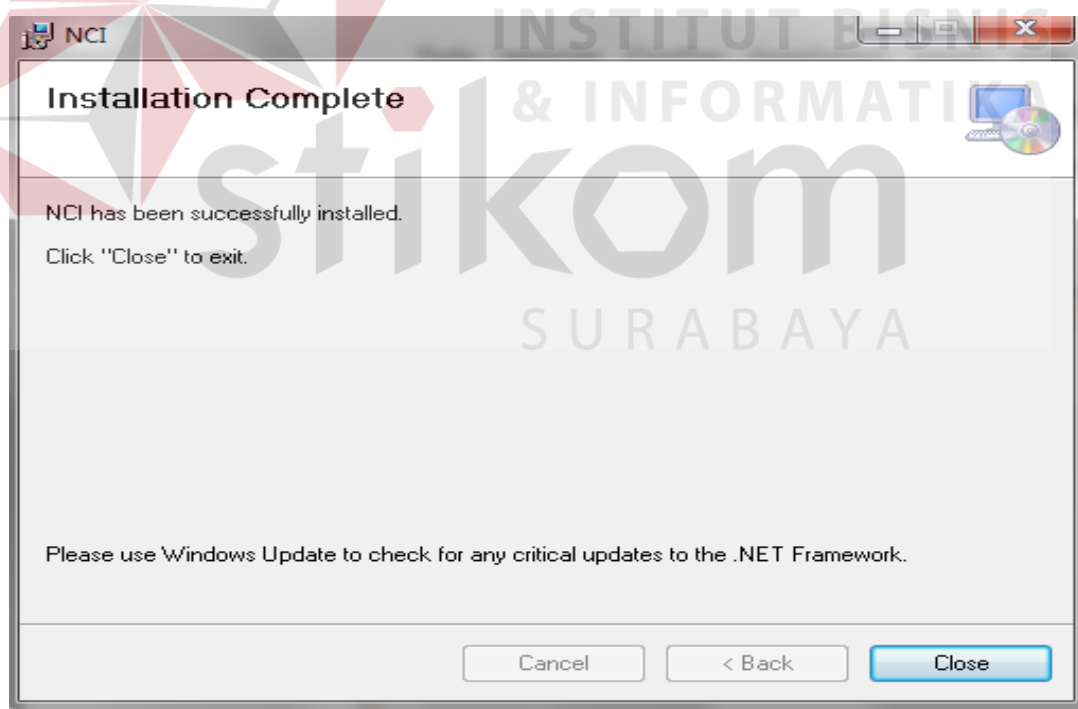 NCI
INSTITUT BISNIS
& INFORMATIKA
Installation Complete
stikom
SURABAYA
NCI has been successfully installed.
Click "Close" to exit.
Please use Windows Update to check for any critical updates to the .NET Framework.
Cancel
< Back
Close